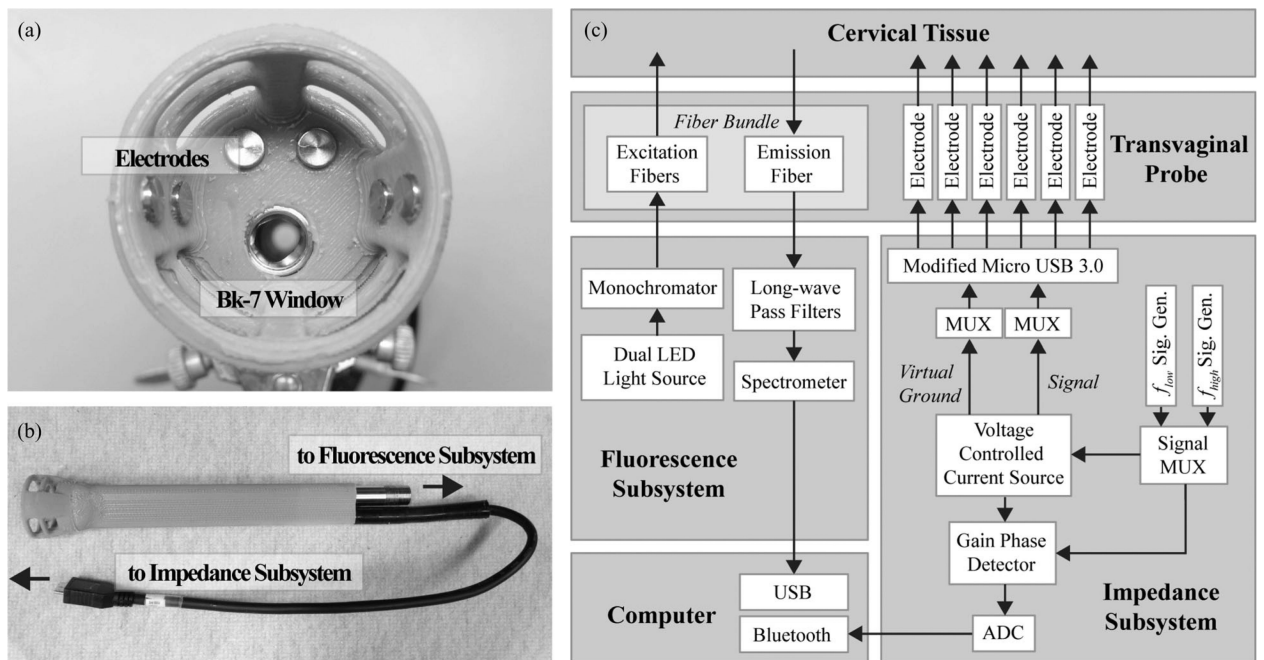 (a)
Electrodes
Bk-7 Window
(b)
to Fluorescence Subsystem
to Impedance Subsystem
(c)
Cervical Tissue
Fiber Bundle
Excitation
Fibers
Emission
Fiber
Electrode
Electrode
Electrode
Electrode
Electrode
Electrode
Transvaginal
Probe
Monochromator
Dual LED
Light Source
Long-wave
Pass Filters
Spectrometer
Fluorescence
Subsystem
Modified Micro USB 3.0
MUX
MUX
Virtual
Ground
Signal
flow Sig. Gen.
fhigh Sig. Gen.
Voltage
Controlled
Current Source
Signal
MUX
Gain Phase
Detector
ADC
Impedance
Subsystem
Computer
USB
Bluetooth